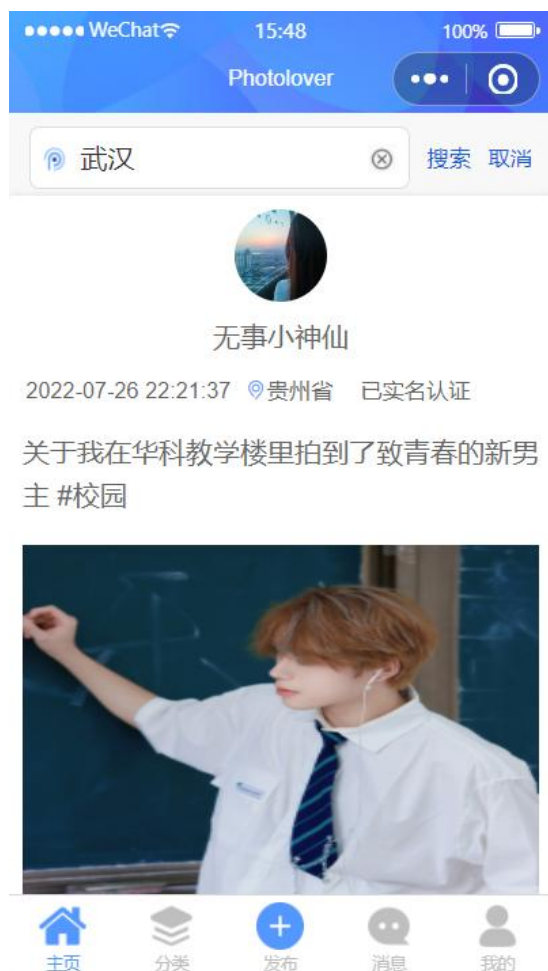 WeChat 15:48 100%
Photolover
武汉 搜索 取消
无事小神仙
2022-07-26 22:21:37 贵州省 已实名认证
关于我在华科教学楼里拍到了致青春的新男
主 #校园
主页 分类 发布 消息 我的